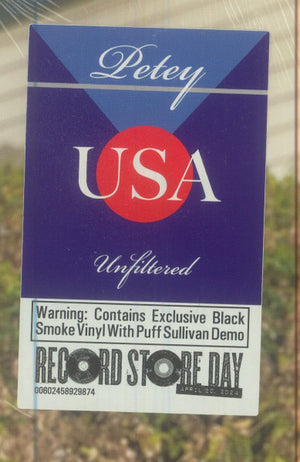 Petey
USA
Unfiltered
Warning: Contains Exclusive Black
Smoke Vinyl With Puff Sullivan Demo
RECORD STORE DAY
00802458929874
APRIL 20, 2024